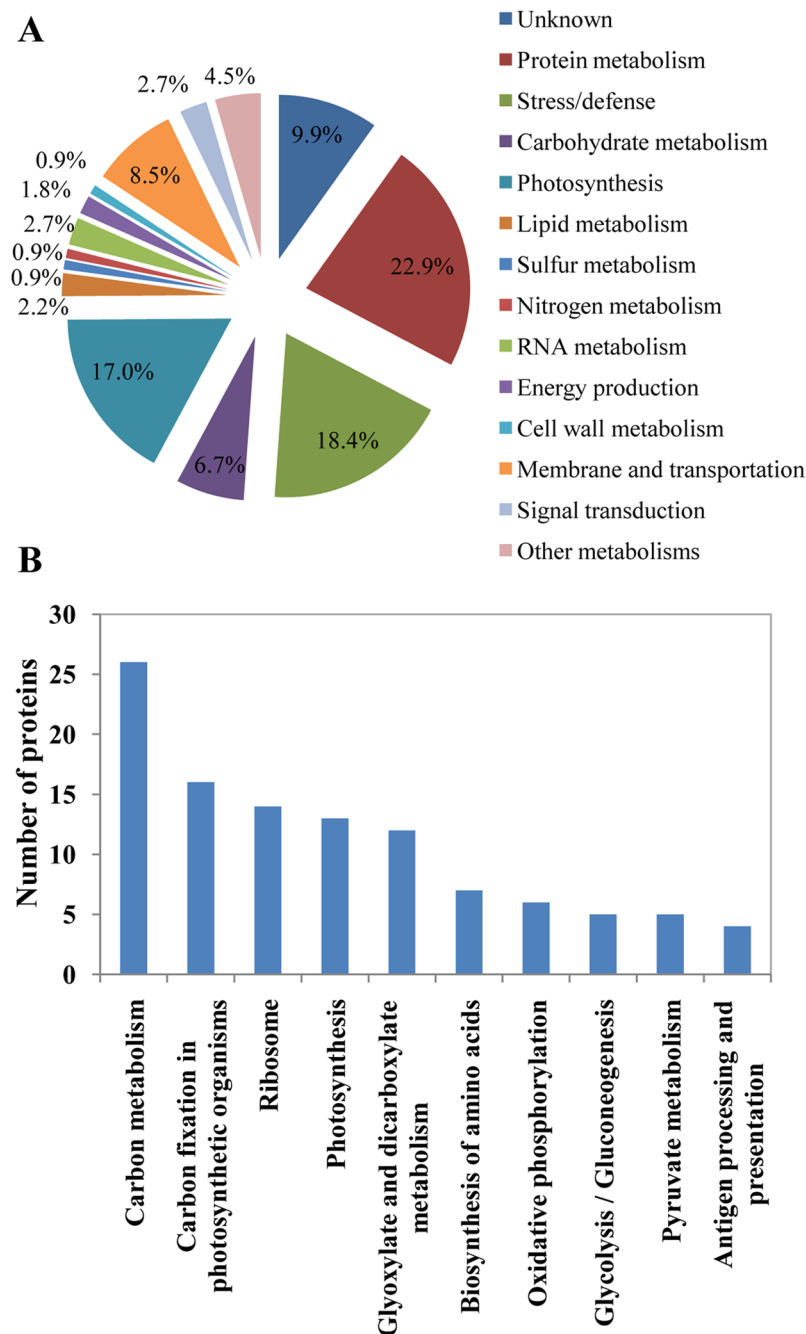 A
9.9%
22.9%
18.4%
6.7%
17.0%
2.2%
0.9%
0.9%
2.7%
1.8%
0.9%
8.5%
2.7%
4.5%
Unknown
Protein metabolism
Stress/defense
Carbohydrate metabolism
Photosynthesis
Lipid metabolism
Sulfur metabolism
Nitrogen metabolism
RNA metabolism
Energy production
Cell wall metabolism
Membrane and transportation
Signal transduction
Other metabolisms
B
Number of proteins
30
25
20
15
10
5
0
Carbon metabolism
Carbon fixation in
photosynthetic organisms
Ribosome
Photosynthesis
Glyoxylate and dicarboxylate
metabolism
Biosynthesis of amino acids
Oxidative phosphorylation
Glycolysis / Gluconeogenesis
Pyruvate metabolism
Antigen processing and
presentation